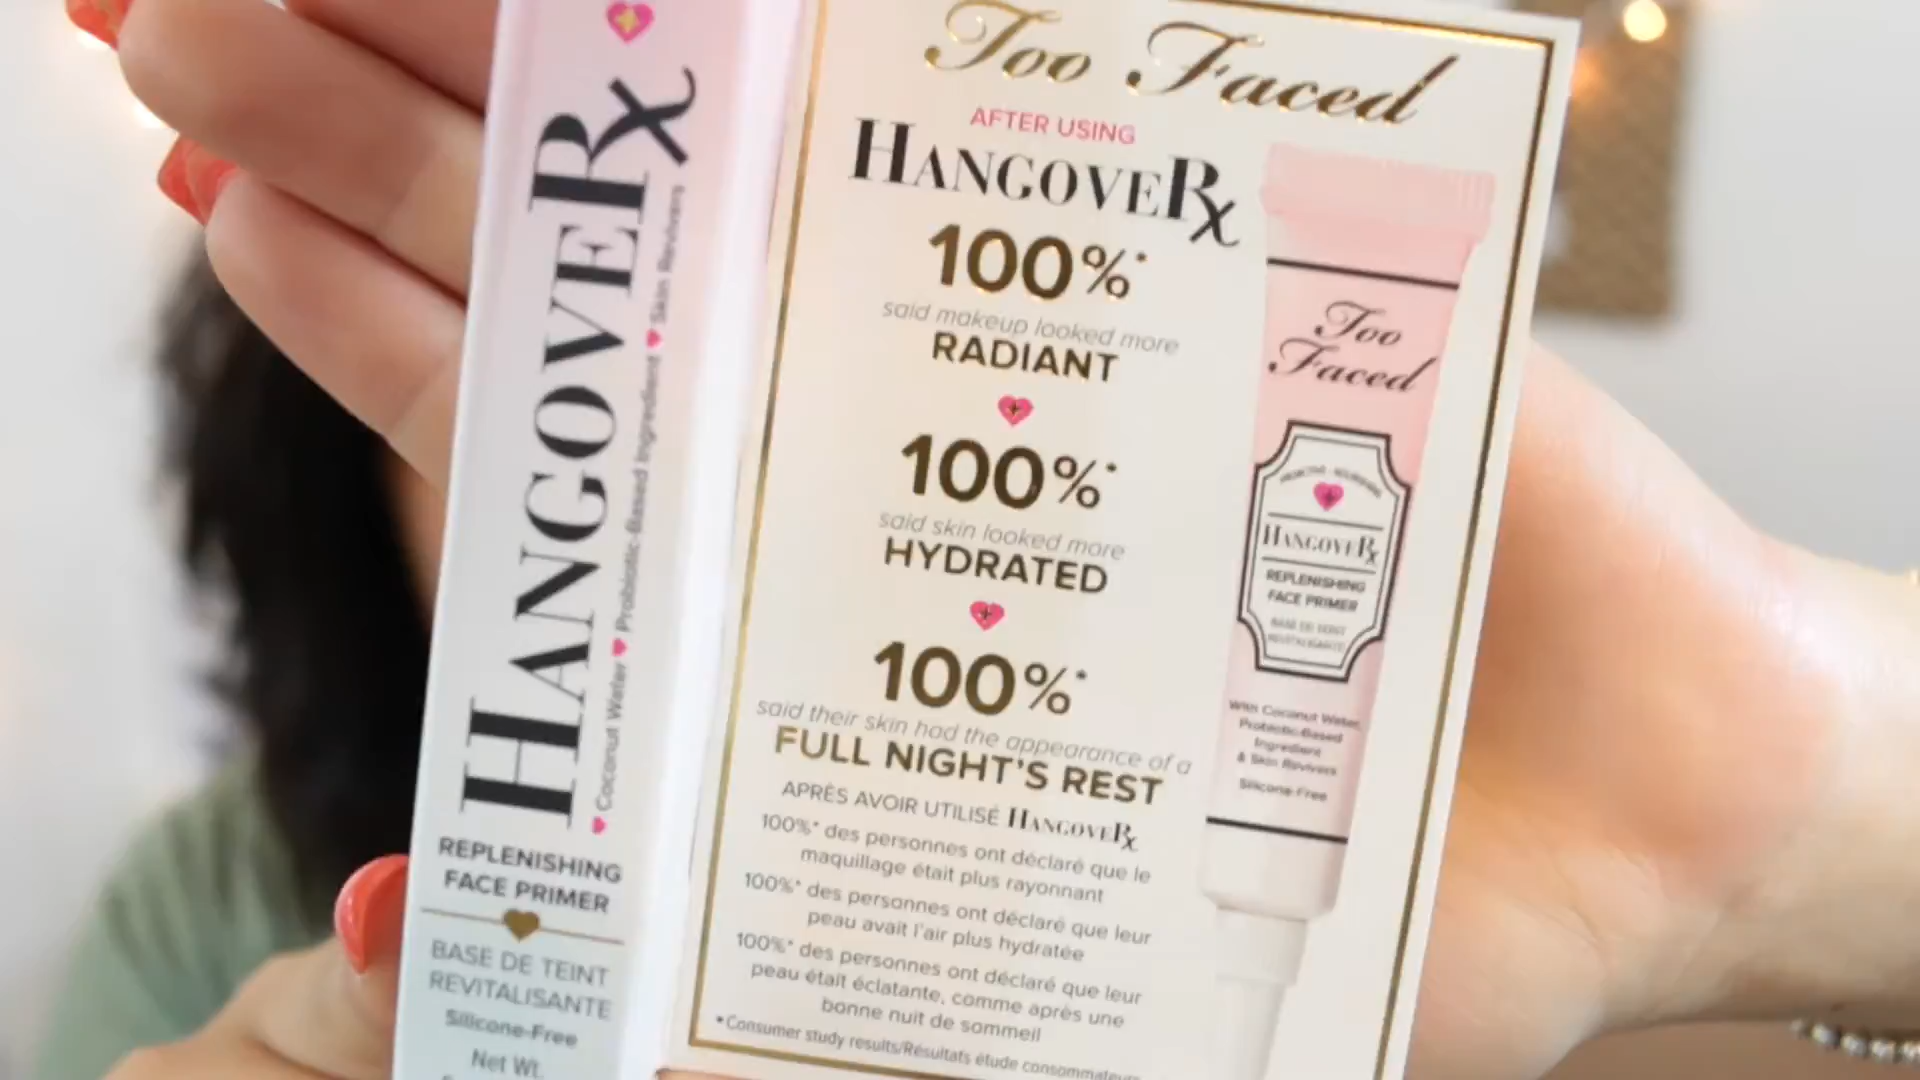 HANGOVERx
♥ Coconut Water ♥ Probiotic-Based Ingredient ♥ Skin Revivers
REPLENISHING
FACE PRIMER
BASE DE TEINT
REVITALISANTE
Silicone-Free
Net Wt.
Too Faced
AFTER USING
HANGOVERx
100%*
said makeup looked more
RADIANT
100%*
said skin looked more
HYDRATED
100%*
said their skin had the appearance of a
FULL NIGHT'S REST
APRÈS AVOIR UTILISÉ HANGOVERx
100%* des personnes ont déclaré que le
maquillage était plus rayonnant
100%* des personnes ont déclaré que leur
peau avait l'air plus hydratée
100%* des personnes ont déclaré que leur
peau était éclatante, comme après une
bonne nuit de sommeil
*Consumer study results/Résultats étude consommateurs
Too
Faced
HANGOVERx
REPLENISHING
FACE PRIMER
BASE DE TEINT
REVITALISANTE
With Coconut Water,
Probiotic-Based
Ingredient
& Skin Revivers
Silicone-Free